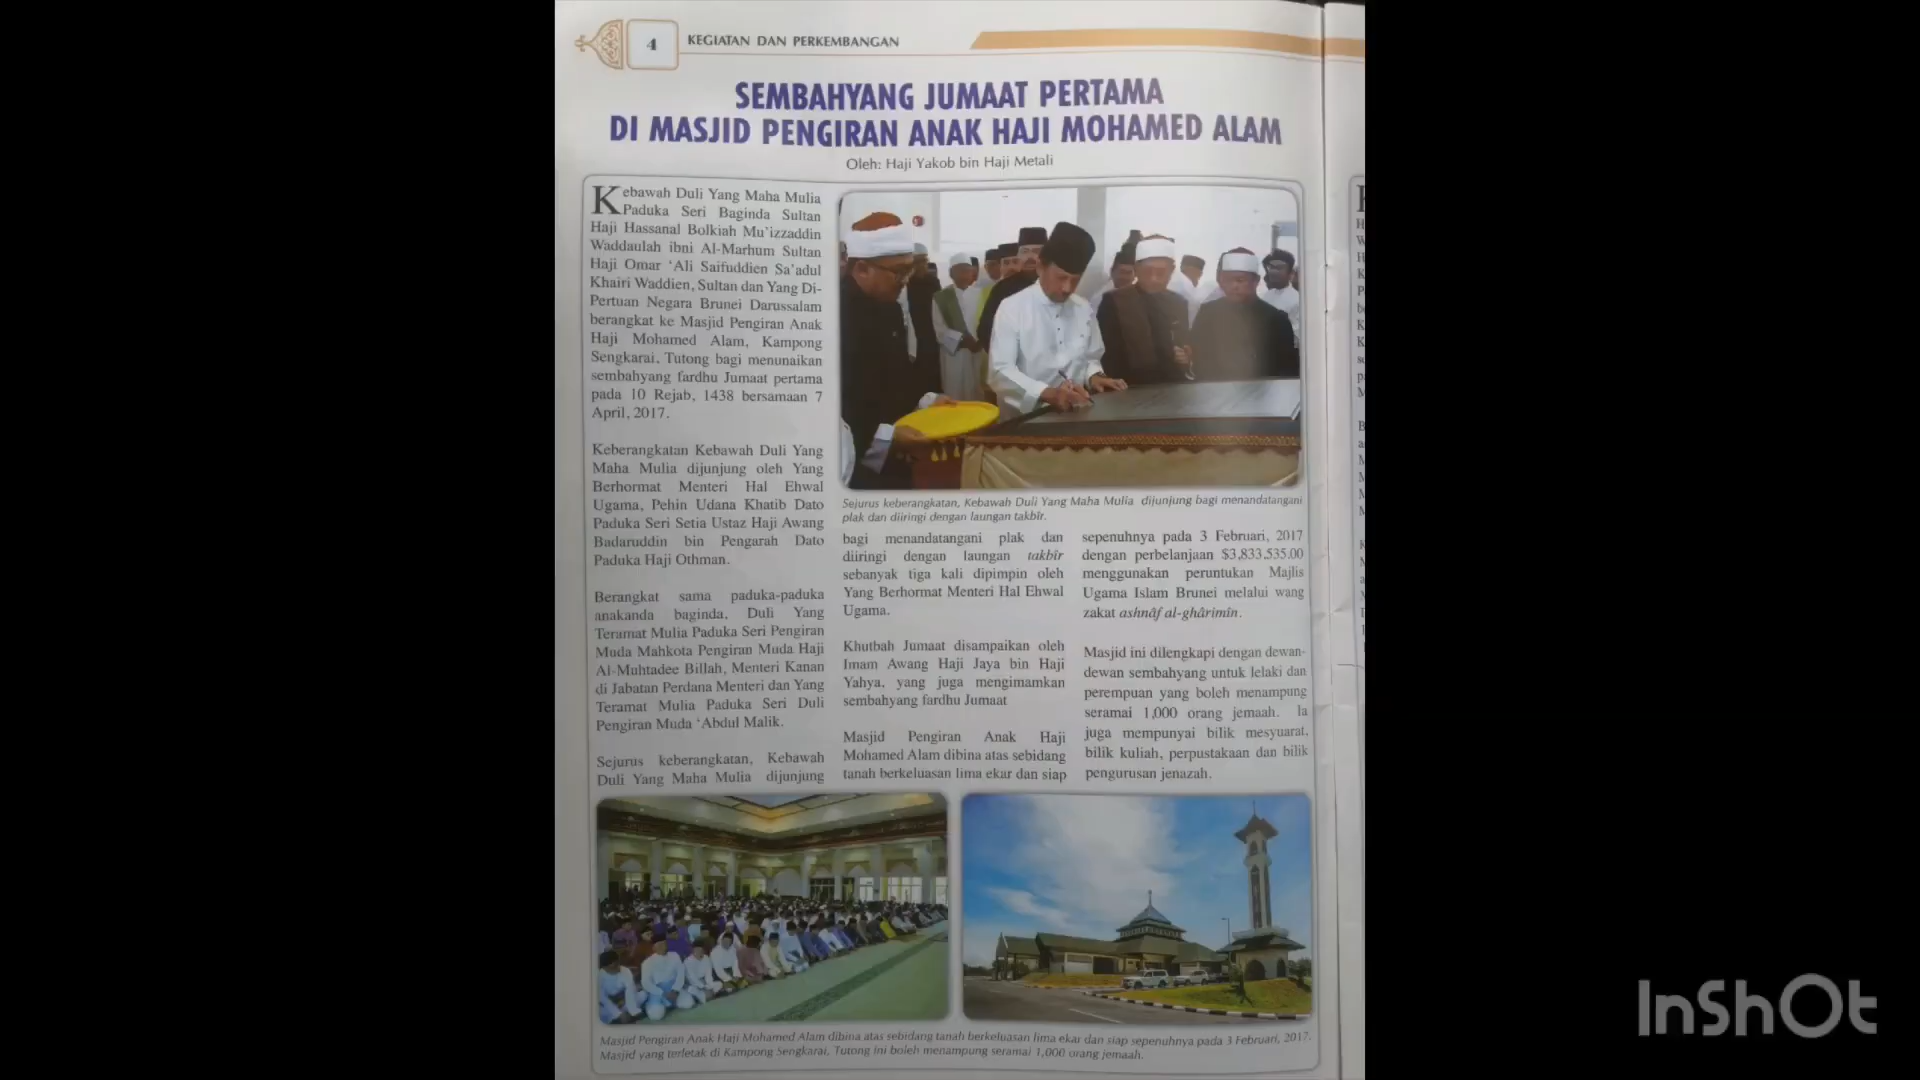 4
KEGIATAN DAN PERKEMBANGAN
SEMBAHYANG JUMAAT PERTAMA
DI MASJID PENGIRAN ANAK HAJI MOHAMED ALAM
Oleh: Haji Yakob bin Haji Metali
Kebawah Duli Yang Maha Mulia
Paduka Seri Baginda Sultan
Haji Hassanal Bolkiah Mu'izzaddin
Waddaulah ibni Al-Marhum Sultan
Haji Omar 'Ali Saifuddien Sa'adul
Khairi Waddien, Sultan dan Yang Di-
Pertuan Negara Brunei Darussalam
berangkat ke Masjid Pengiran Anak
Haji Mohamed Alam, Kampong
Sengkarai, Tutong bagi menunaikan
sembahyang fardhu Jumaat pertama
pada 10 Rejab, 1438 bersamaan 7
April, 2017.
Keberangkatan Kebawah Duli Yang
Maha Mulia dijunjung oleh Yang
Berhormat Menteri Hal Ehwal
Ugama, Pehin Udana Khatib Dato
Paduka Seri Setia Ustaz Haji Awang
Badaruddin bin Pengarah Dato
Paduka Haji Othman.
Berangkat sama paduka-paduka
anakanda baginda, Duli Yang
Teramat Mulia Paduka Seri Pengiran
Muda Mahkota Pengiran Muda Haji
Al-Muhtadee Billah, Menteri Kanan
di Jabatan Perdana Menteri dan Yang
Teramat Mulia Paduka Seri Duli
Pengiran Muda 'Abdul Malik.
Sejurus keberangkatan, Kebawah
Duli Yang Maha Mulia dijunjung
Sejurus keberangkatan, Kebawah Duli Yang Maha Mulia dijunjung bagi menandatangani
plak dan diiringi dengan laungan takbîr.
bagi menandatangani plak dan
diiringi dengan laungan takbîr
sebanyak tiga kali dipimpin oleh
Yang Berhormat Menteri Hal Ehwal
Ugama.
Khutbah Jumaat disampaikan oleh
Imam Awang Haji Jaya bin Haji
Yahya, yang juga mengimamkan
sembahyang fardhu Jumaat
Masjid Pengiran Anak Haji
Mohamed Alam dibina atas sebidang
tanah berkeluasan lima ekar dan siap
sepenuhnya pada 3 Februari, 2017
dengan perbelanjaan $3,833,535.00
menggunakan peruntukan Majlis
Ugama Islam Brunei melalui wang
zakat ashnâf al-ghârimîn.
Masjid ini dilengkapi dengan dewan-
dewan sembahyang untuk lelaki dan
perempuan yang boleh menampung
seramai 1,000 orang jemaah. Ia
juga mempunyai bilik mesyuarat,
bilik kuliah, perpustakaan dan bilik
pengurusan jenazah.
Masjid Pengiran Anak Haji Mohamed Alam dibina atas sebidang tanah berkeluasan lima ekar dan siap sepenuhnya pada 3 Februari, 2017.
Masjid yang terletak di Kampong Sengkarai, Tutong ini boleh menampung seramai 1,000 orang jemaah.
InShOt